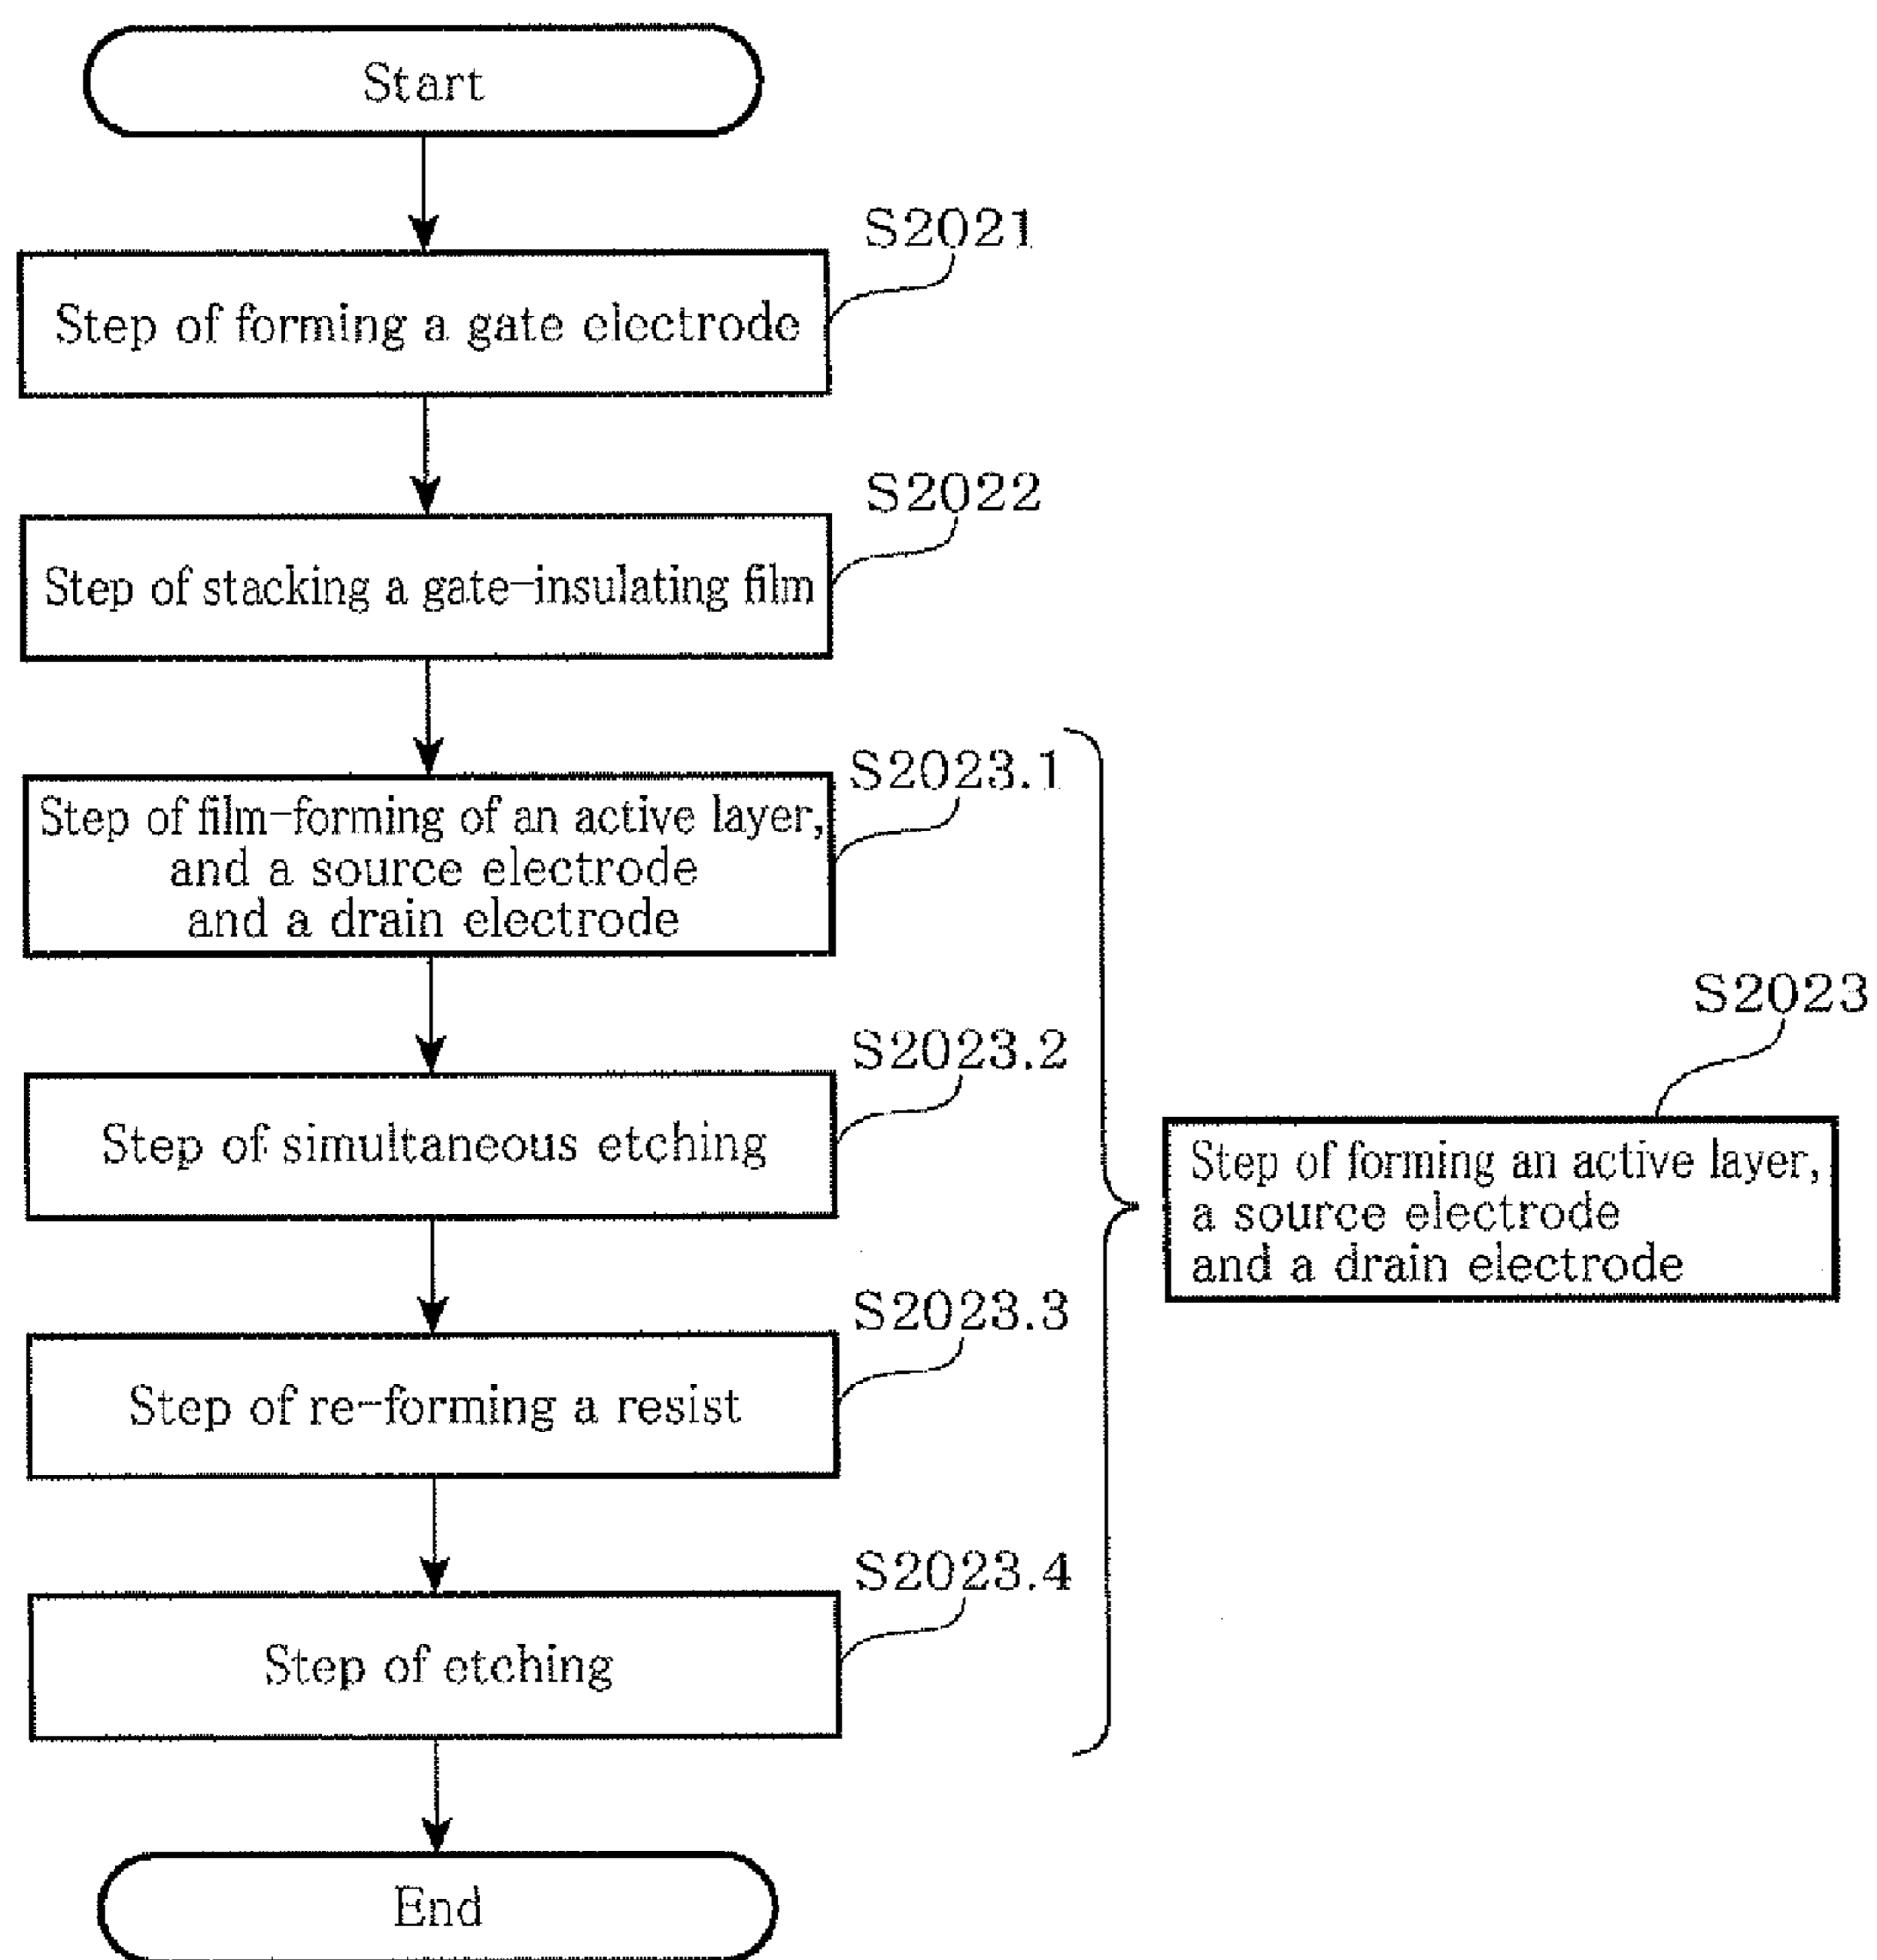 Start
S2021
Step of forming a gate electrode
S2022
Step of stacking a gate-insulating film
S2023.1
Step of film-forming of an active layer,
and a source electrode
and a drain electrode
S2023.2
Step of simultaneous etching
S2023.3
Step of re-forming a resist
S2023.4
Step of etching
End
S2023
Step of forming an active layer,
a source electrode
and a drain electrode